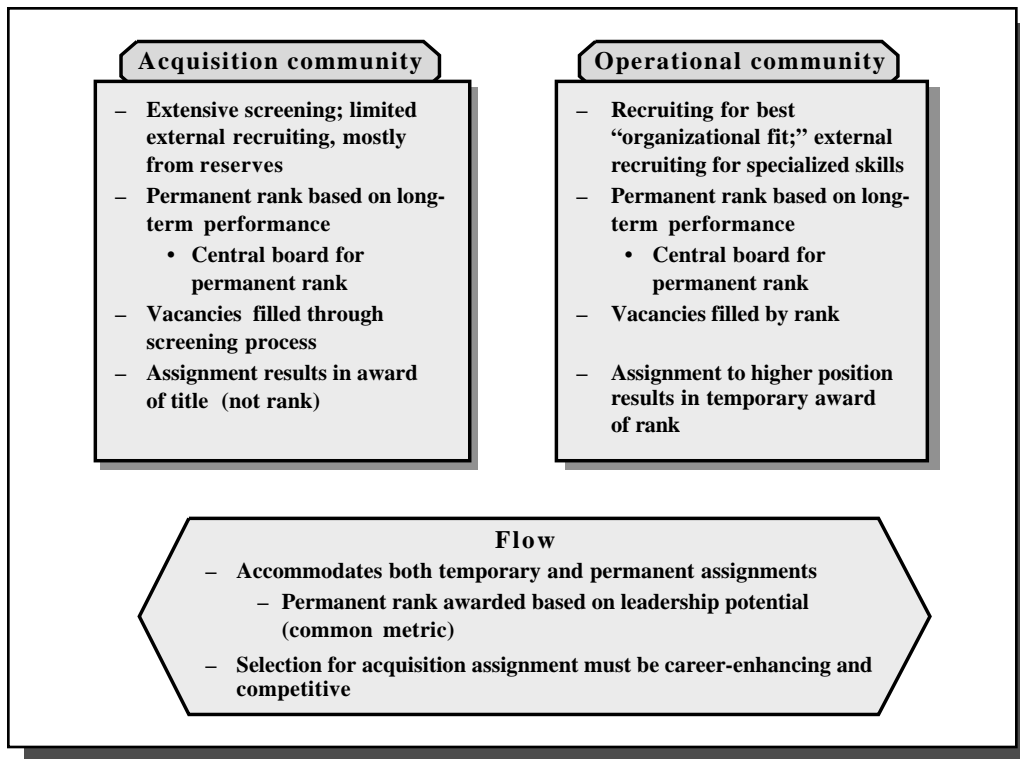 Acquisition community
– Extensive screening; limited
external recruiting, mostly
from reserves
– Permanent rank based on long-
term performance
• Central board for
permanent rank
– Vacancies filled through
screening process
– Assignment results in award
of title (not rank)
Operational community
– Recruiting for best
“organizational fit;” external
recruiting for specialized skills
– Permanent rank based on long-
term performance
• Central board for
permanent rank
– Vacancies filled by rank
– Assignment to higher position
results in temporary award
of rank
Flow
– Accommodates both temporary and permanent assignments
– Permanent rank awarded based on leadership potential
(common metric)
– Selection for acquisition assignment must be career-enhancing and
competitive